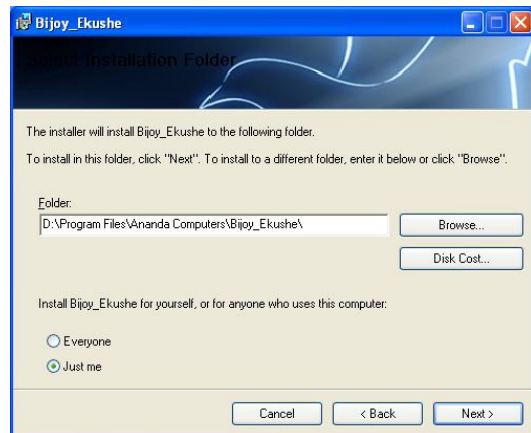 Bijoy_Ekushe
Select Installation Folder
The installer will install Bijoy_Ekushe to the following folder.
To install in this folder, click "Next". To install to a different folder, enter it below or click "Browse".
Folder:
D:\Program Files\Ananda Computers\Bijoy_Ekushe\
Browse...
Disk Cost...
Install Bijoy_Ekushe for yourself, or for anyone who uses this computer:
Everyone
Just me
Cancel
< Back
Next >